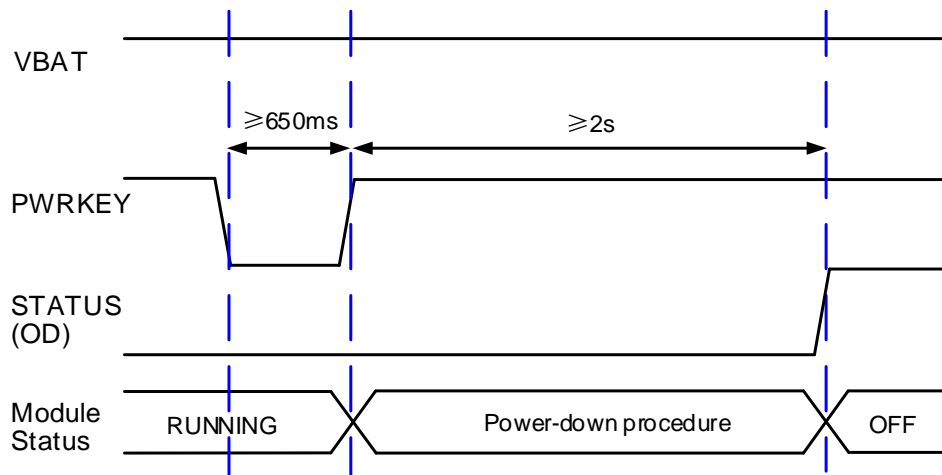 VBAT
≥650ms
≥2s
PWRKEY
STATUS
(OD)
Module
Status
RUNNING
Power-down procedure
OFF